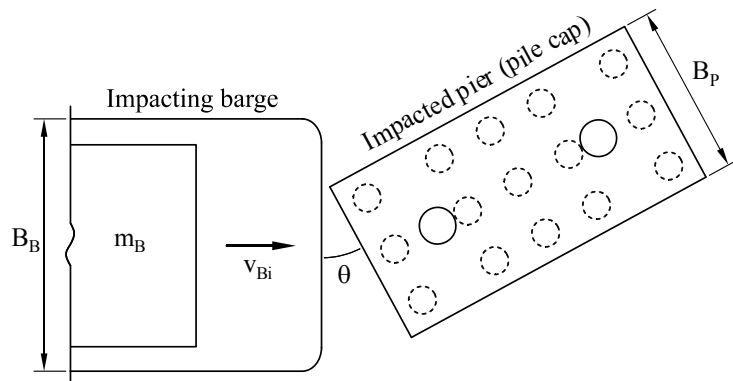 Impacting barge
Impacted pier (pile cap)
B_P
B_B
m_B
v_Bi
θ